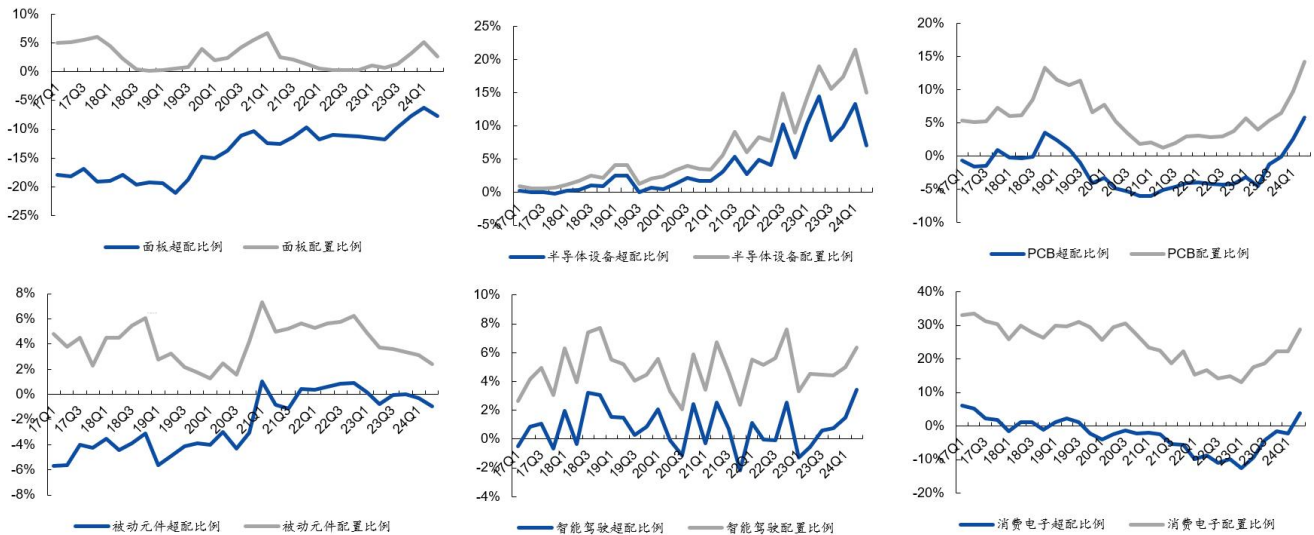 10%
5%
0%
-5%
-10%
-15%
-20%
-25%
17Q1
17Q3
18Q1
18Q3
19Q1
19Q3
20Q1
20Q3
21Q1
21Q3
22Q1
22Q3
23Q1
23Q3
24Q1
面板超配比例
面板配置比例
25%
20%
15%
10%
5%
0%
-5%
17Q1
17Q3
18Q1
18Q3
19Q1
19Q3
20Q1
20Q3
21Q1
21Q3
22Q1
22Q3
23Q1
23Q3
24Q1
半导体设备超配比例
半导体设备配置比例
20%
15%
10%
5%
0%
-5%
-10%
17Q1
17Q3
18Q1
18Q3
19Q1
19Q3
20Q1
20Q3
21Q1
21Q3
22Q1
22Q3
23Q1
23Q3
24Q1
PCB超配比例
PCB配置比例
8%
6%
4%
2%
0%
-2%
-4%
-6%
-8%
17Q1
17Q3
18Q1
18Q3
19Q1
19Q3
20Q1
20Q3
21Q1
21Q3
22Q1
22Q3
23Q1
23Q3
24Q1
被动元件超配比例
被动元件配置比例
10%
8%
6%
4%
2%
0%
-2%
-4%
17Q1
17Q3
18Q1
18Q3
19Q1
19Q3
20Q1
20Q3
21Q1
21Q3
22Q1
22Q3
23Q1
23Q3
24Q1
智能驾驶超配比例
智能驾驶配置比例
40%
30%
20%
10%
0%
-10%
-20%
17Q1
17Q3
18Q1
18Q3
19Q1
19Q3
20Q1
20Q3
21Q1
21Q3
22Q1
22Q3
23Q1
23Q3
24Q1
消费电子超配比例
消费电子配置比例